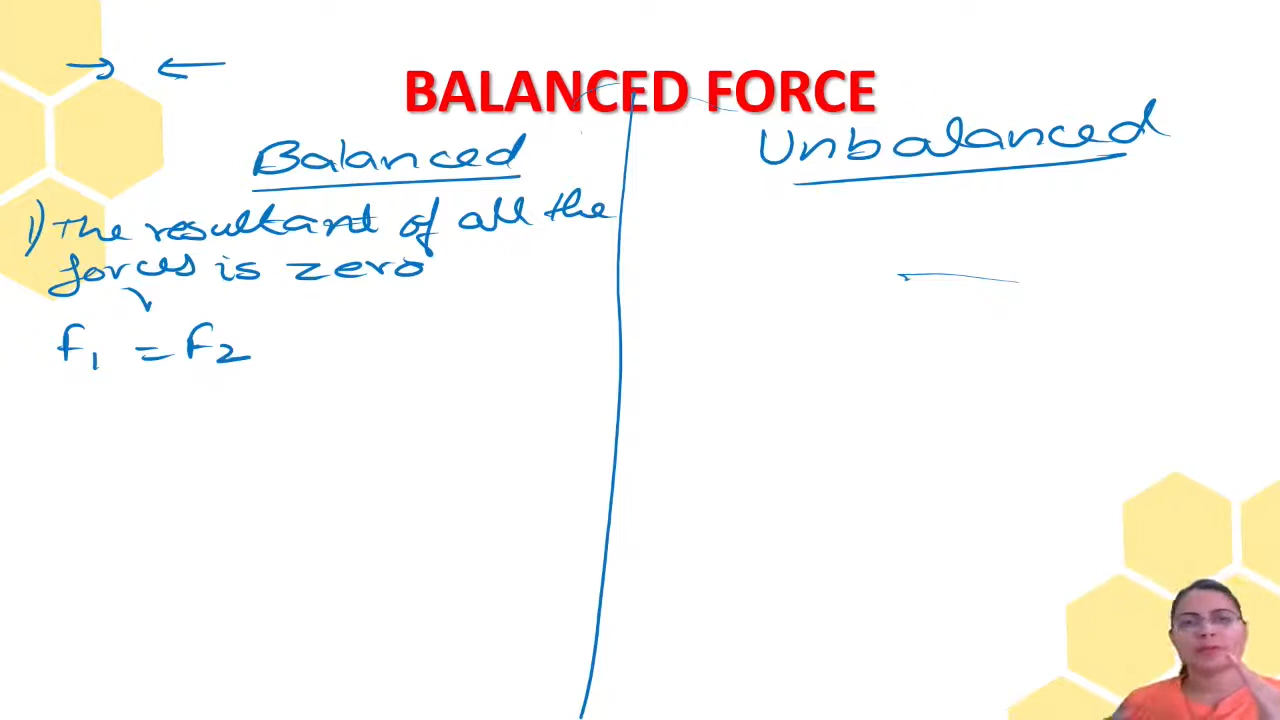 BALANCED FORCE
Balanced
Unbalanced
1) The resultant of all the
forces is zero
F1 = F2